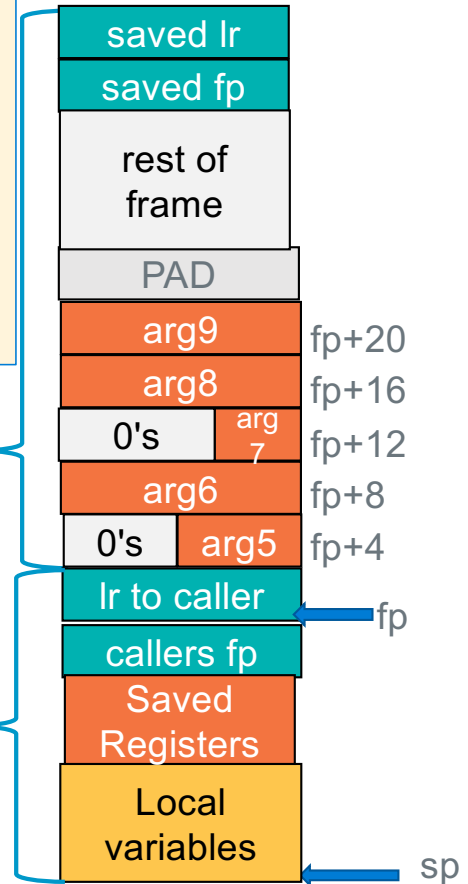 saved lr
saved fp
rest of
frame
PAD
arg9
fp+20
arg8
fp+16
0's
arg
7
fp+12
arg6
fp+8
0's
arg5
fp+4
lr to caller
fp
callers fp
Saved
Registers
Local
variables
sp